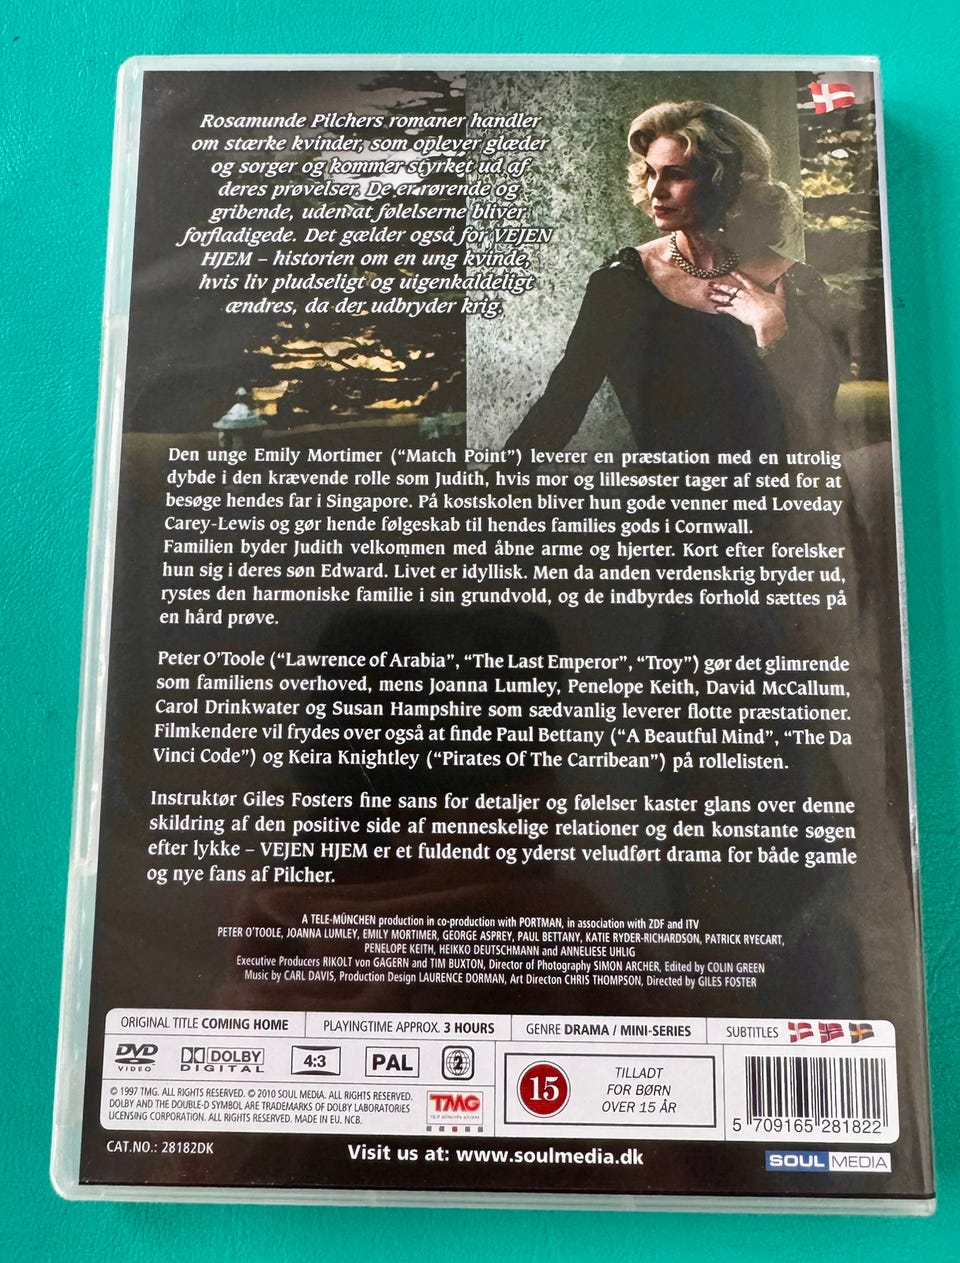 Rosamunde Pilchers romaner handler
om stærke kvinder, som oplever glæder
og sorger og kommer styrket ud af
deres prøvelser. De er rørende og
gribende, uden at følelserne bliver
forfladigede. Det gælder også for VEJEN
HJEM – historien om en ung kvinde,
hvis liv pludseligt og uigenkaldeligt
ændres, da der udbryder krig.
Den unge Emily Mortimer (“Match Point”) leverer en præstation med en utrolig
dybde i den krævende rolle som Judith, hvis mor og lillesøster tager af sted for at
besøge hendes far i Singapore. På kostskolen bliver hun gode venner med Loveday
Carey-Lewis og gør hende følgeskab til hendes families gods i Cornwall.
Familien byder Judith velkommen med åbne arme og hjerter. Kort efter forelsker
hun sig i deres søn Edward. Livet er idyllisk. Men da anden verdenskrig bryder ud,
rystes den harmoniske familie i sin grundvold, og de indbyrdes forhold sættes på
en hård prøve.
Peter O'Toole (“Lawrence of Arabia”, “The Last Emperor”, “Troy”) gør det glimrende
som familiens overhoved, mens Joanna Lumley, Penelope Keith, David McCallum,
Carol Drinkwater og Susan Hampshire som sædvanlig leverer flotte præstationer.
Filmkendere vil frydes over også at finde Paul Bettany (“A Beautful Mind”, “The Da
Vinci Code”) og Keira Knightley (“Pirates Of The Carribean”) på rollelisten.
Instruktør Giles Fosters fine sans for detaljer og følelser kaster glans over denne
skildring af den positive side af menneskelige relationer og den konstante søgen
efter lykke – VEJEN HJEM er et fuldendt og yderst veludført drama for både gamle
og nye fans af Pilcher.
A TELE-MÜNCHEN production in co-production with PORTMAN, in association with ZDF and ITV
PETER O'TOOLE, JOANNA LUMLEY, EMILY MORTIMER, GEORGE ASPREY, PAUL BETTANY, KATIE RYDER-RICHARDSON, PATRICK RYECART,
PENELOPE KEITH, HEIKKO DEUTSCHMANN and ANNELIESE UHLIG
Executive Producers RIKOLT von GAGERN and TIM BUXTON, Director of Photography SIMON ARCHER, Edited by COLIN GREEN
Music by CARL DAVIS, Production Design LAURENCE DORMAN, Art Directon CHRIS THOMPSON, Directed by GILES FOSTER
ORIGINAL TITLE COMING HOME PLAYINGTIME APPROX. 3 HOURS GENRE DRAMA / MINI-SERIES SUBTITLES
DVD VIDEO DOLBY DIGITAL 4:3 PAL 2
15
TILLADT
FOR BØRN
OVER 15 ÅR
© 1997 TMG. ALL RIGHTS RESERVED. © 2010 SOUL MEDIA. ALL RIGHTS RESERVED.
DOLBY AND THE DOUBLE-D SYMBOL ARE TRADEMARKS OF DOLBY LABORATORIES
LICENSING CORPORATION. ALL RIGHTS RESERVED. MADE IN EU. NCB.
TMG
5 709165 281822
CAT.NO.: 28182DK
Visit us at: www.soulmedia.dk
SOUL MEDIA